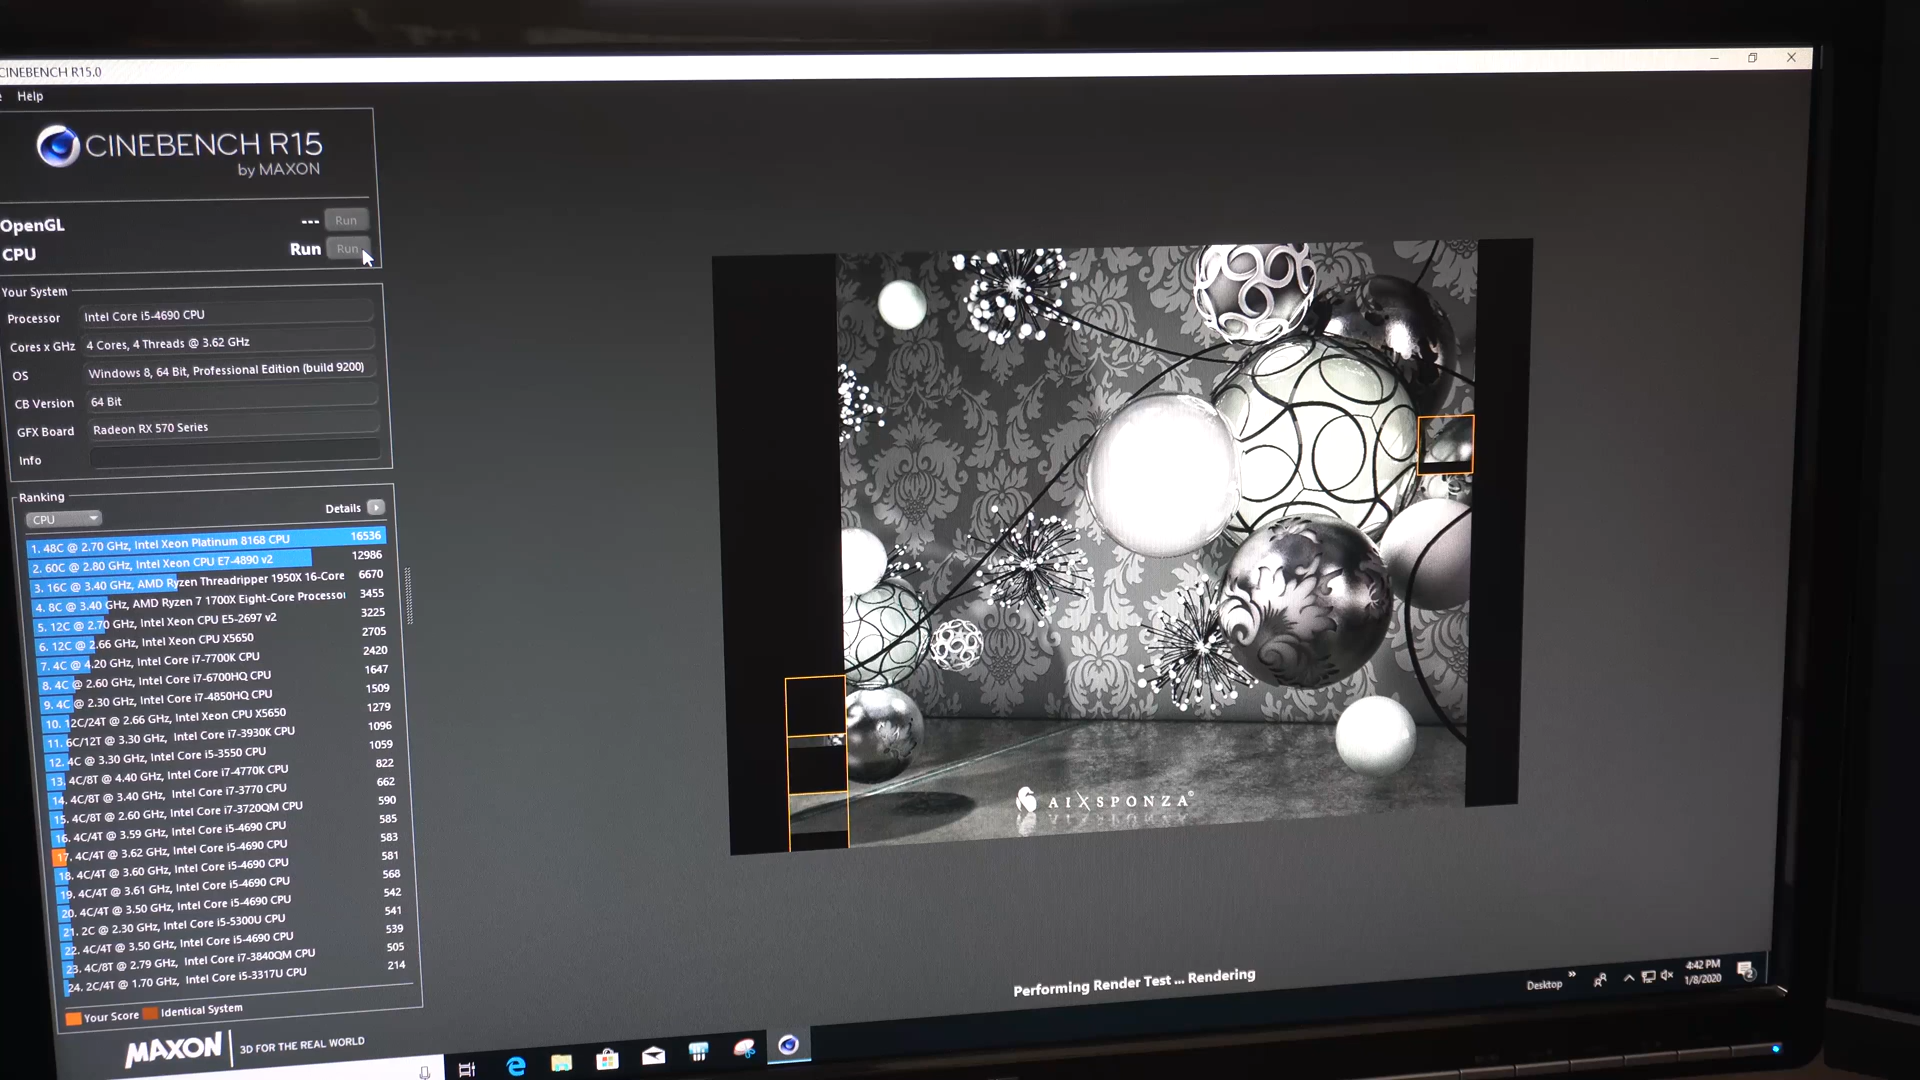 CINEBENCH R15.0
Help
CINEBENCH R15
by MAXON
OpenGL --- Run
CPU Run Run
Your System
Processor Intel Core i5-4690 CPU
Cores x GHz 4 Cores, 4 Threads @ 3.62 GHz
OS Windows 8, 64 Bit, Professional Edition (build 9200)
CB Version 64 Bit
GFX Board Radeon RX 570 Series
Info
Ranking
CPU Details
1. 48C @ 2.70 GHz, Intel Xeon Platinum 8168 CPU 16536
2. 60C @ 2.80 GHz, Intel Xeon CPU E7-4890 v2 12986
3. 16C @ 3.40 GHz, AMD Ryzen Threadripper 1950X 16-Core 6670
4. 8C @ 3.40 GHz, AMD Ryzen 7 1700X Eight-Core Processor 3455
5. 12C @ 2.70 GHz, Intel Xeon CPU E5-2697 v2 3225
6. 12C @ 2.66 GHz, Intel Xeon CPU X5650 2705
7. 4C @ 4.20 GHz, Intel Core i7-7700K CPU 2420
8. 4C @ 2.60 GHz, Intel Core i7-6700HQ CPU 1647
9. 4C @ 2.30 GHz, Intel Core i7-4850HQ CPU 1509
10. 12C/24T @ 2.66 GHz, Intel Xeon CPU X5650 1279
11. 6C/12T @ 3.30 GHz, Intel Core i7-3930K CPU 1096
12. 4C @ 3.30 GHz, Intel Core i5-3550 CPU 1059
13. 4C/8T @ 4.40 GHz, Intel Core i7-4770K CPU 822
14. 4C/8T @ 3.40 GHz, Intel Core i7-3770 CPU 662
15. 4C/8T @ 2.60 GHz, Intel Core i7-3720QM CPU 590
16. 4C/4T @ 3.59 GHz, Intel Core i5-4690 CPU 585
17. 4C/4T @ 3.62 GHz, Intel Core i5-4690 CPU 583
18. 4C/4T @ 3.60 GHz, Intel Core i5-4690 CPU 581
19. 4C/4T @ 3.61 GHz, Intel Core i5-4690 CPU 568
20. 4C/4T @ 3.50 GHz, Intel Core i5-4690 CPU 542
21. 2C @ 2.30 GHz, Intel Core i5-5300U CPU 541
22. 4C/4T @ 3.50 GHz, Intel Core i5-4690 CPU 539
23. 4C/8T @ 2.79 GHz, Intel Core i7-3840QM CPU 505
24. 2C/4T @ 1.70 GHz, Intel Core i5-3317U CPU 214
Your Score Identical System
MAXON 3D FOR THE REAL WORLD
AIXSPONZA
Performing Render Test ... Rendering
Desktop
4:42 PM
1/8/2020
2